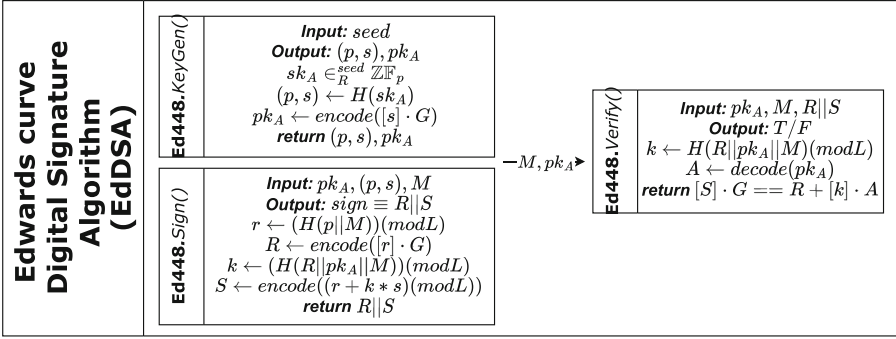 Edwards curve
Digital Signature
Algorithm
(EdDSA)
Ed448.KeyGen()
Input: seed
Output: (p, s), pk_A
sk_A ∈_R^{seed} ℤ𝔽_p
(p, s) ← H(sk_A)
pk_A ← encode([s] · G)
return (p, s), pk_A
Ed448.Sign()
Input: pk_A, (p, s), M
Output: sign ≡ R||S
r ← (H(p||M))(modL)
R ← encode([r] · G)
k ← (H(R||pk_A||M))(modL)
S ← encode((r + k * s)(modL))
return R||S
M, pk_A
Ed448.Verify()
Input: pk_A, M, R||S
Output: T/F
k ← H(R||pk_A||M)(modL)
A ← decode(pk_A)
return [S] · G == R + [k] · A